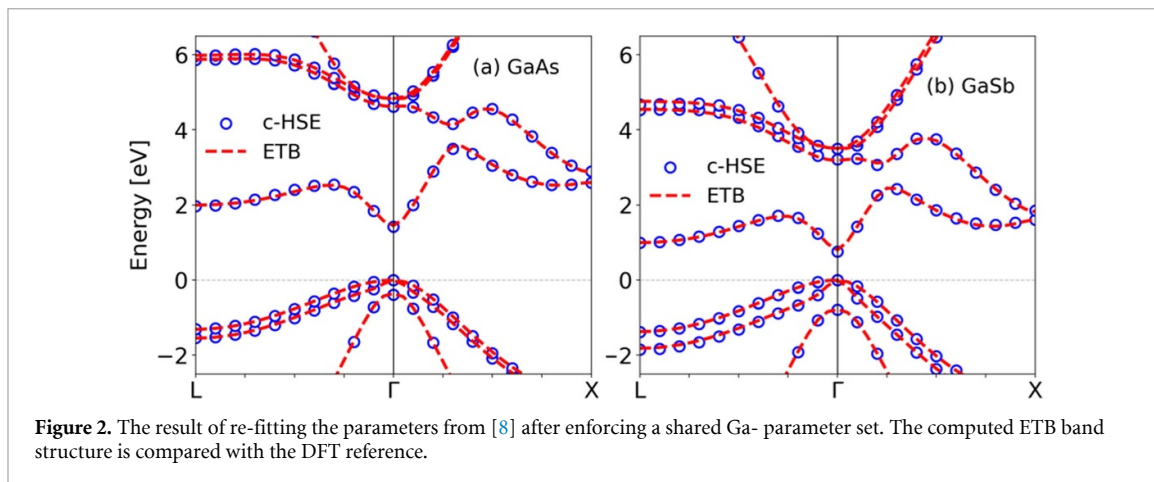 6
4
2
0
−2
Energy [eV]
(a) GaAs
c-HSE
ETB
L
Γ
X
6
4
2
0
−2
(b) GaSb
c-HSE
ETB
L
Γ
X
Figure 2. The result of re-fitting the parameters from [8] after enforcing a shared Ga- parameter set. The computed ETB band
structure is compared with the DFT reference.